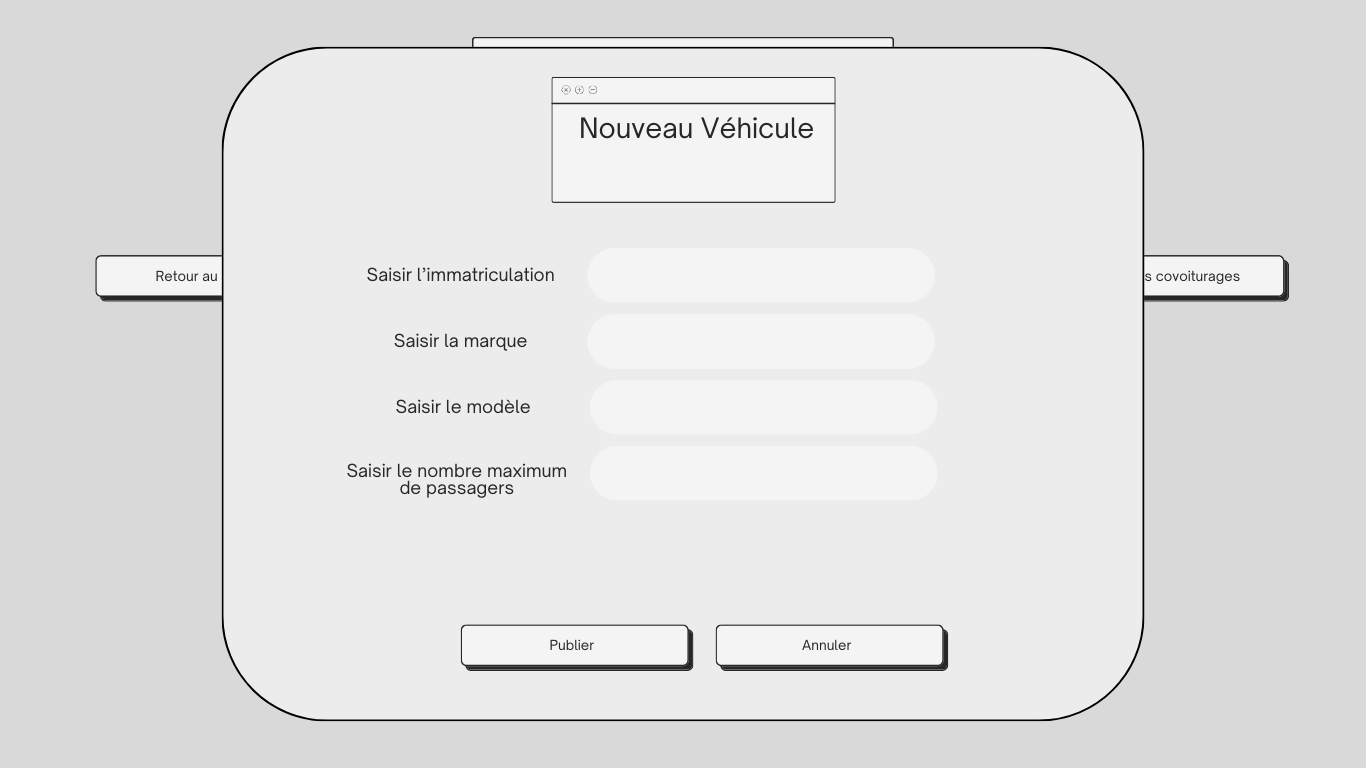 Nouveau Véhicule
Retour au
s covoiturages
Saisir l’immatriculation
Saisir la marque
Saisir le modèle
Saisir le nombre maximum
de passagers
Publier
Annuler